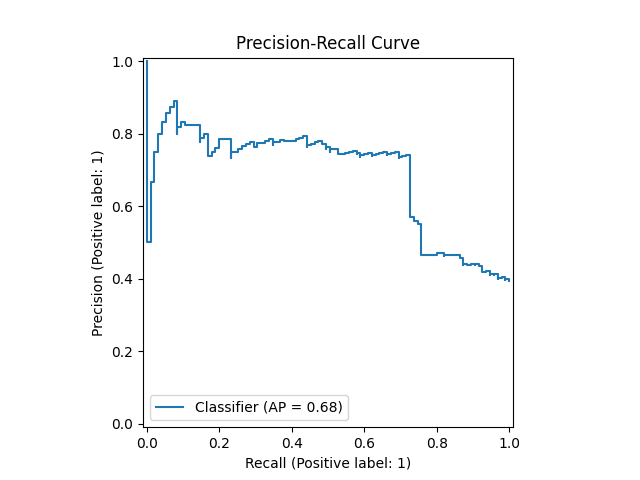 Precision-Recall Curve
1.0
0.8
0.6
0.4
0.2
0.0
Precision (Positive label: 1)
Classifier (AP = 0.68)
0.0 0.2 0.4 0.6 0.8 1.0
Recall (Positive label: 1)